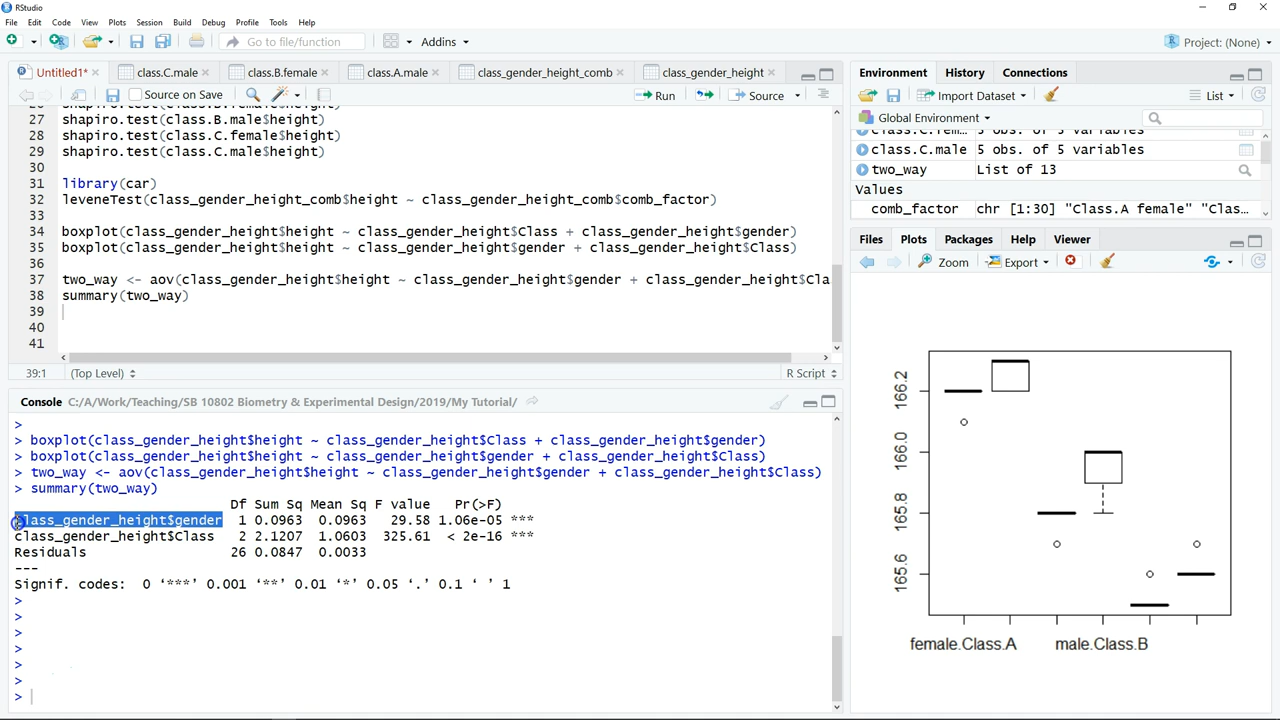 RStudio
File Edit Code View Plots Session Build Debug Profile Tools Help
Go to file/function Addins Project: (None)
Untitled1* class.C.male class.B.female class.A.male class_gender_height_comb class_gender_height
Source on Save Run Source
27 shapiro.test(class.B.male$height)
28 shapiro.test(class.C.female$height)
29 shapiro.test(class.C.male$height)
30
31 library(car)
32 leveneTest(class_gender_height_comb$height ~ class_gender_height_comb$comb_factor)
33
34 boxplot(class_gender_height$height ~ class_gender_height$Class + class_gender_height$gender)
35 boxplot(class_gender_height$height ~ class_gender_height$gender + class_gender_height$Class)
36
37 two_way <- aov(class_gender_height$height ~ class_gender_height$gender + class_gender_height$Cla
38 summary(two_way)
39
40
41
39:1 (Top Level) R Script
Console C:/A/Work/Teaching/SB 10802 Biometry & Experimental Design/2019/My Tutorial/
>
> boxplot(class_gender_height$height ~ class_gender_height$Class + class_gender_height$gender)
> boxplot(class_gender_height$height ~ class_gender_height$gender + class_gender_height$Class)
> two_way <- aov(class_gender_height$height ~ class_gender_height$gender + class_gender_height$Class)
> summary(two_way)
Df Sum Sq Mean Sq F value Pr(>F)
class_gender_height$gender 1 0.0963 0.0963 29.58 1.06e-05 ***
class_gender_height$Class 2 2.1207 1.0603 325.61 < 2e-16 ***
Residuals 26 0.0847 0.0033
---
Signif. codes: 0 ‘***’ 0.001 ‘**’ 0.01 ‘*’ 0.05 ‘.’ 0.1 ‘ ’ 1
>
>
>
>
>
>
>
Environment History Connections
Import Dataset List
Global Environment
class.C.male 5 obs. of 5 variables
two_way List of 13
Values
comb_factor chr [1:30] "Class.A female" "Clas...
Files Plots Packages Help Viewer
Zoom Export
166.2
166.0
165.8
165.6
female.Class.A male.Class.B